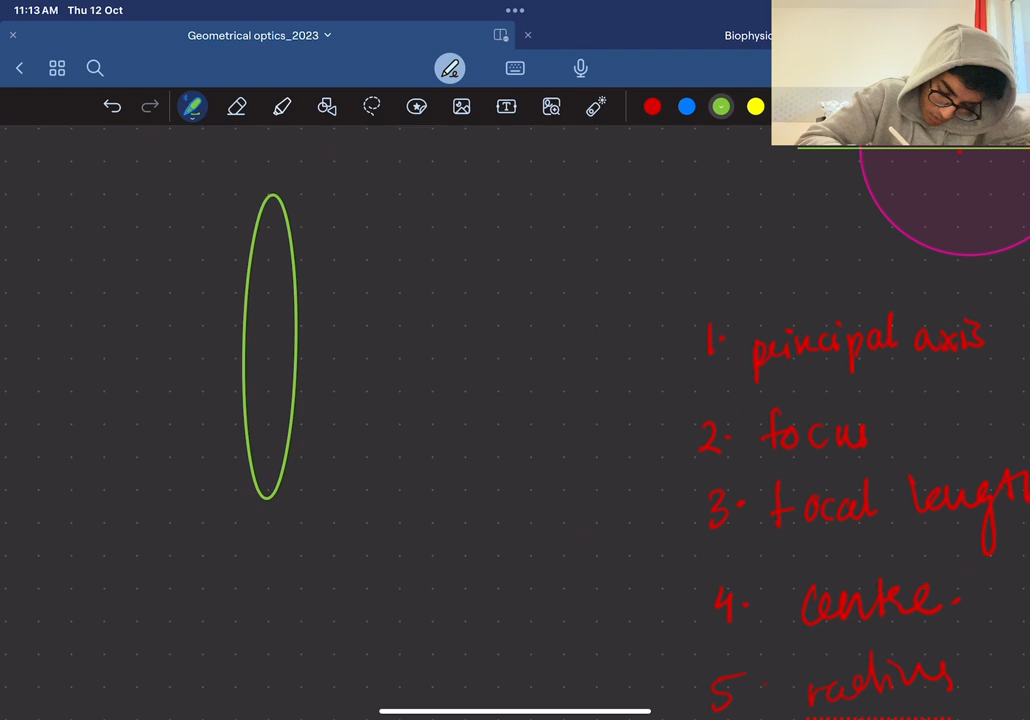 11:13 AM Thu 12 Oct
Geometrical optics_2023
Biophysic
1. principal axis
2. focus
3. focal length
4. centre.
5. radius